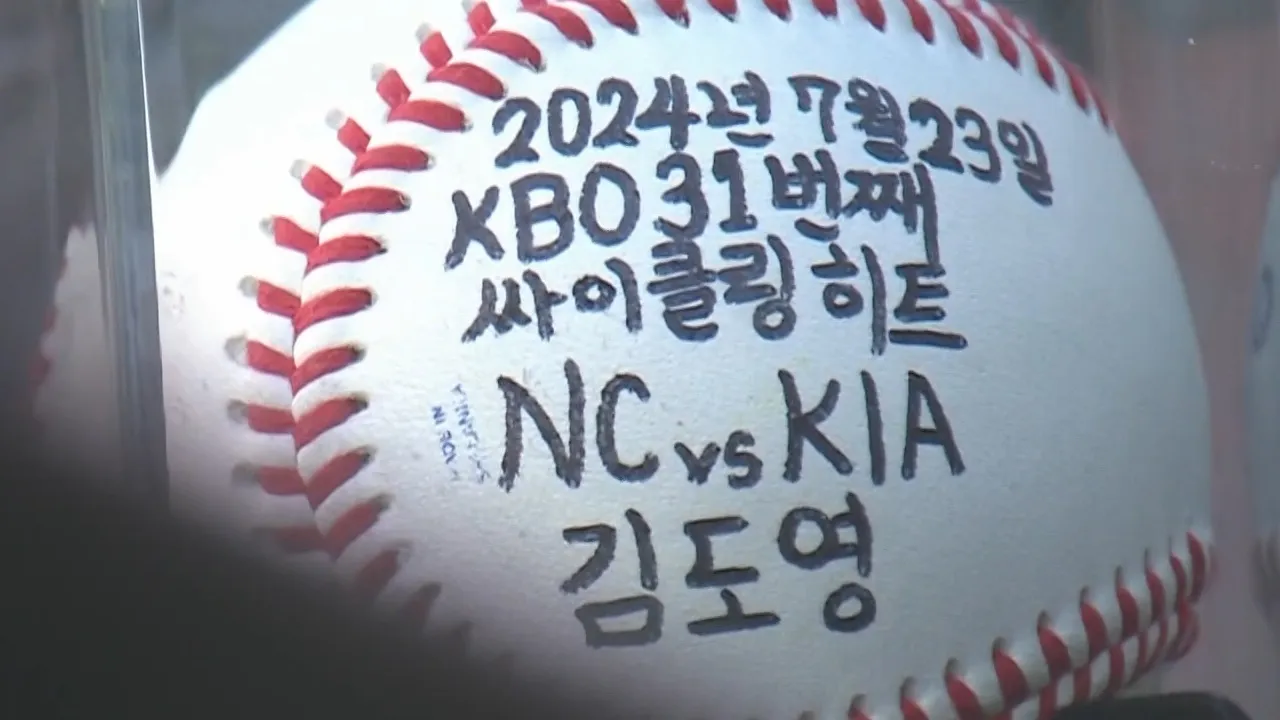 2024년 7월 23일
KBO 31번째
싸이클링 히트
NC vs KIA
김도영